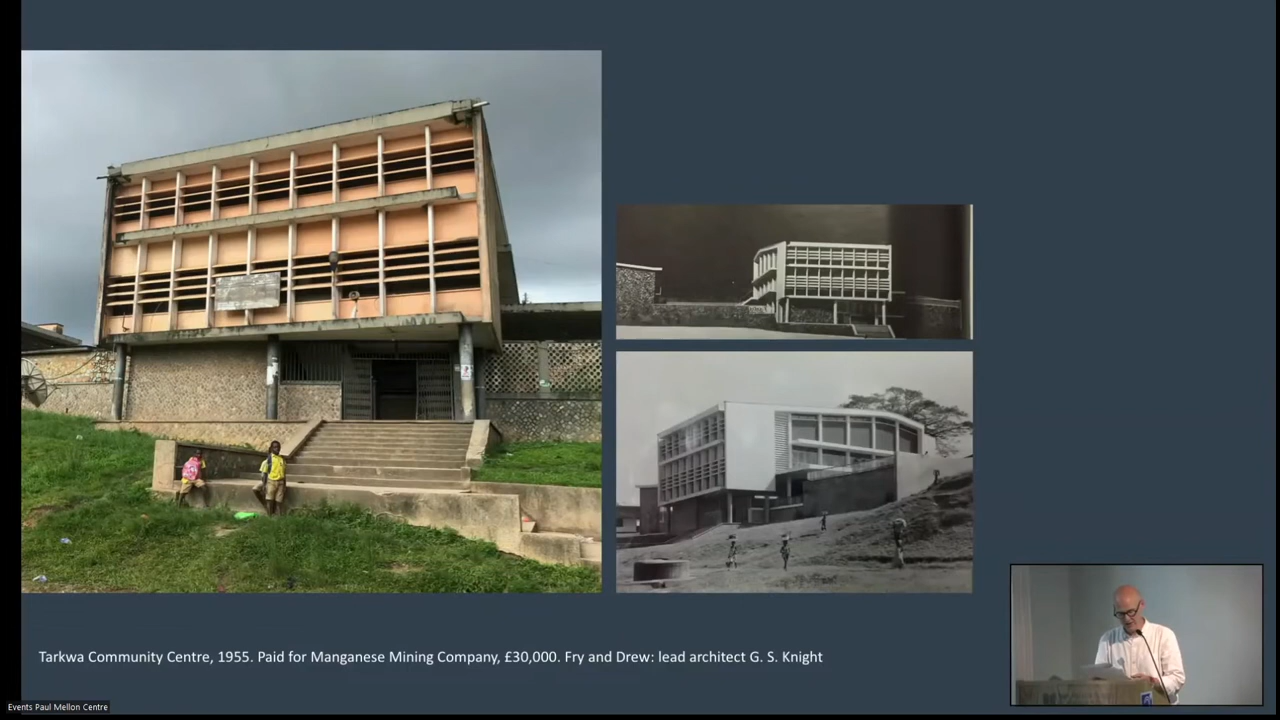 Tarkwa Community Centre, 1955. Paid for Manganese Mining Company, £30,000. Fry and Drew: lead architect G. S. Knight
Events Paul Mellon Centre